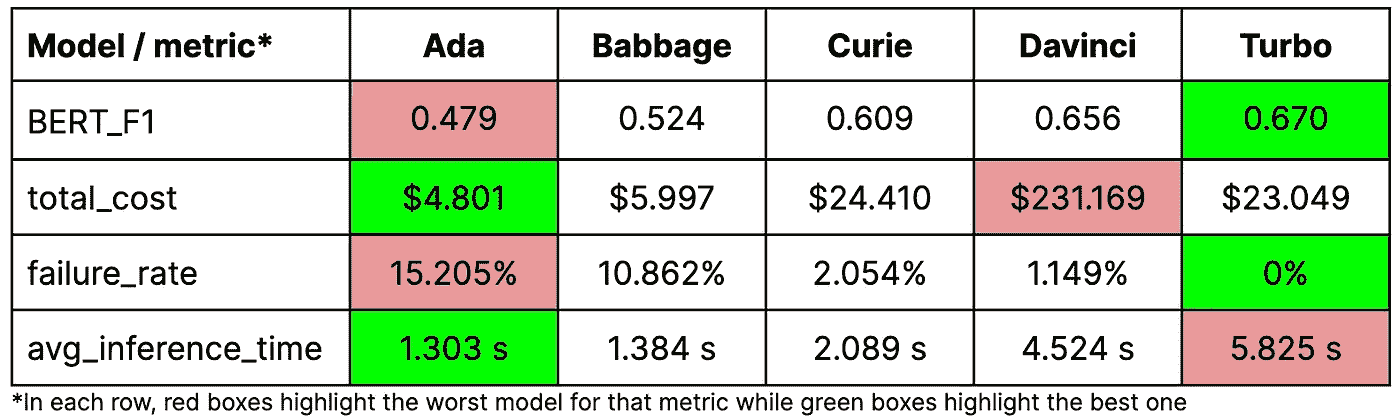 Model / metric* Ada Babbage Curie Davinci Turbo
BERT_F1 0.479 0.524 0.609 0.656 0.670
total_cost $4.801 $5.997 $24.410 $231.169 $23.049
failure_rate 15.205% 10.862% 2.054% 1.149% 0%
avg_inference_time 1.303 s 1.384 s 2.089 s 4.524 s 5.825 s
*In each row, red boxes highlight the worst model for that metric while green boxes highlight the best one